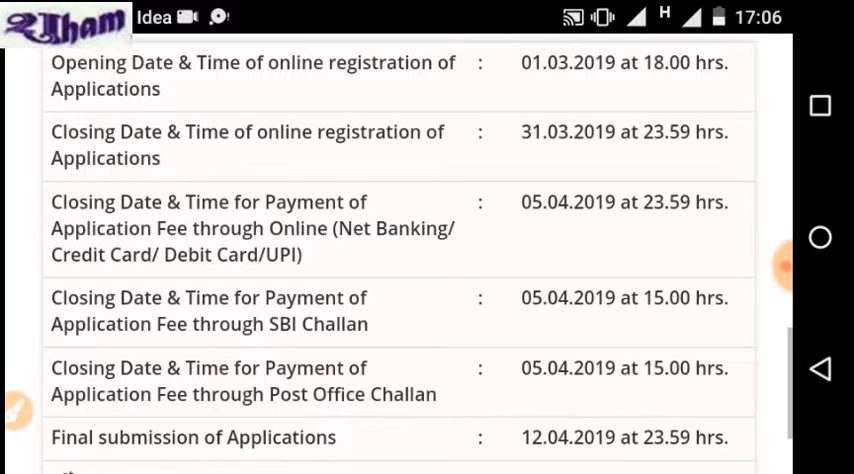 Idea 17:06
Opening Date & Time of online registration of : 01.03.2019 at 18.00 hrs.
Applications
Closing Date & Time of online registration of : 31.03.2019 at 23.59 hrs.
Applications
Closing Date & Time for Payment of : 05.04.2019 at 23.59 hrs.
Application Fee through Online (Net Banking/
Credit Card/ Debit Card/UPI)
Closing Date & Time for Payment of : 05.04.2019 at 15.00 hrs.
Application Fee through SBI Challan
Closing Date & Time for Payment of : 05.04.2019 at 15.00 hrs.
Application Fee through Post Office Challan
Final submission of Applications : 12.04.2019 at 23.59 hrs.